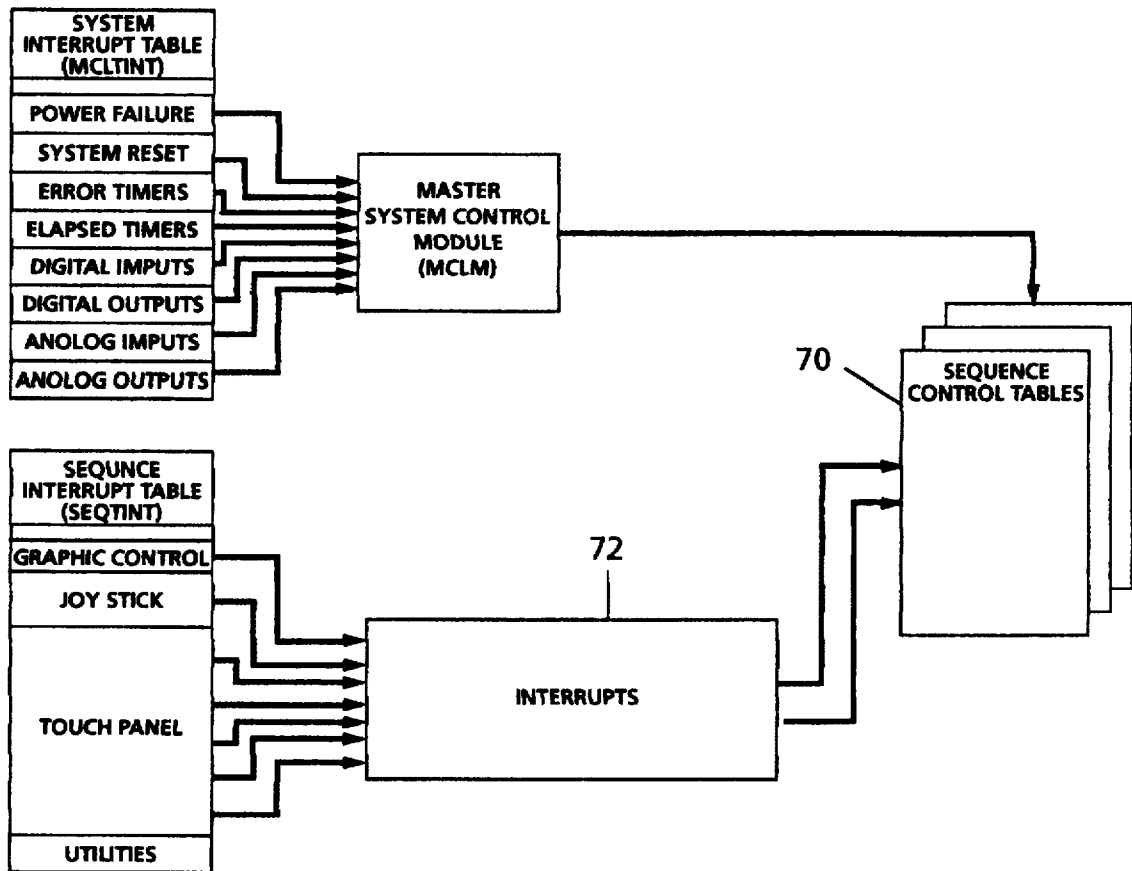 SYSTEM
INTERRUPT TABLE
(MCLTINT)
POWER FAILURE
SYSTEM RESET
ERROR TIMERS
ELAPSED TIMERS
DIGITAL IMPUTS
DIGITAL OUTPUTS
ANOLOG IMPUTS
ANOLOG OUTPUTS
MASTER
SYSTEM CONTROL
MODULE
(MCLM)
70
SEQUENCE
CONTROL TABLES
SEQUNCE
INTERRUPT TABLE
(SEQTINT)
GRAPHIC CONTROL
JOY STICK
TOUCH PANEL
UTILITIES
72
INTERRUPTS